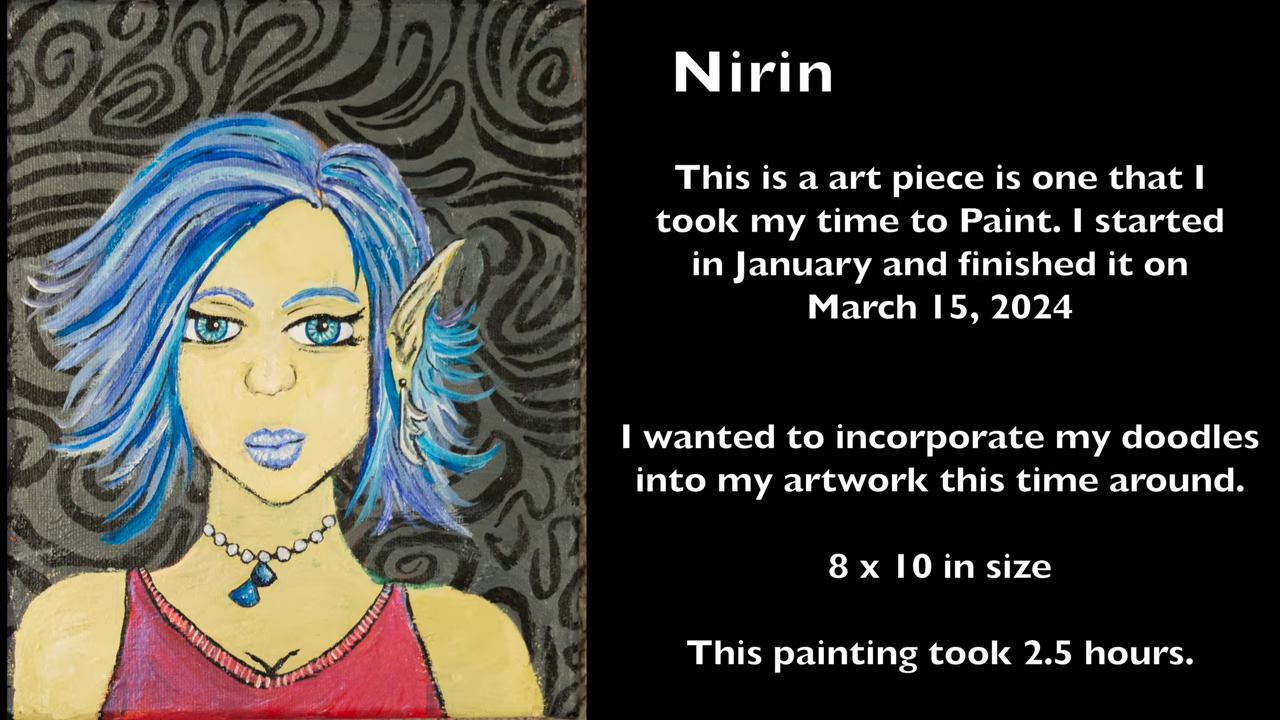 Nirin
This is a art piece is one that I
took my time to Paint. I started
in January and finished it on
March 15, 2024
I wanted to incorporate my doodles
into my artwork this time around.
8 x 10 in size
This painting took 2.5 hours.